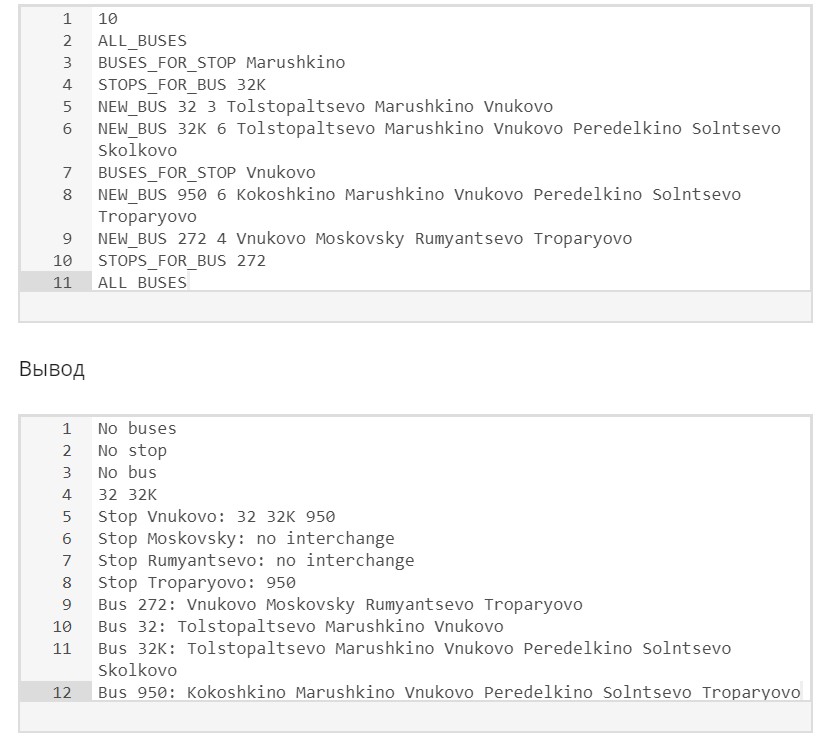 1 10
2 ALL_BUSES
3 BUSES_FOR_STOP Marushkino
4 STOPS_FOR_BUS 32K
5 NEW_BUS 32 3 Tolstopaltsevo Marushkino Vnukovo
6 NEW_BUS 32K 6 Tolstopaltsevo Marushkino Vnukovo Peredelkino Solntsevo
Skolkovo
7 BUSES_FOR_STOP Vnukovo
8 NEW_BUS 950 6 Kokoshkino Marushkino Vnukovo Peredelkino Solntsevo
Troparyovo
9 NEW_BUS 272 4 Vnukovo Moskovsky Rumyantsevo Troparyovo
10 STOPS_FOR_BUS 272
11 ALL_BUSES
Вывод
1 No buses
2 No stop
3 No bus
4 32 32K
5 Stop Vnukovo: 32 32K 950
6 Stop Moskovsky: no interchange
7 Stop Rumyantsevo: no interchange
8 Stop Troparyovo: 950
9 Bus 272: Vnukovo Moskovsky Rumyantsevo Troparyovo
10 Bus 32: Tolstopaltsevo Marushkino Vnukovo
11 Bus 32K: Tolstopaltsevo Marushkino Vnukovo Peredelkino Solntsevo
Skolkovo
12 Bus 950: Kokoshkino Marushkino Vnukovo Peredelkino Solntsevo Troparyovo